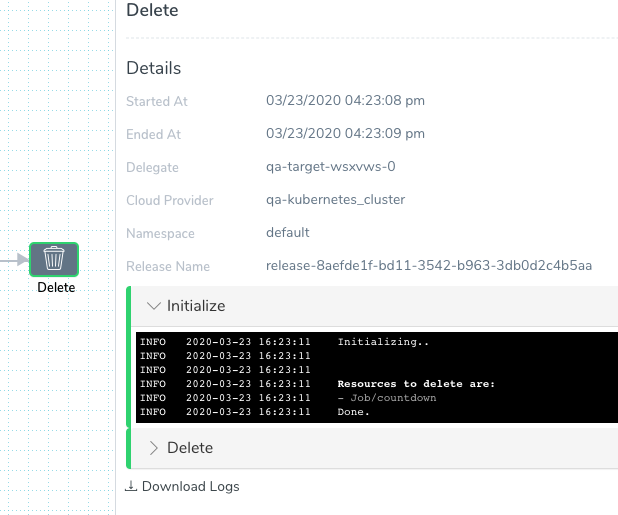 Delete
Details
Started At 03/23/2020 04:23:08 pm
Ended At 03/23/2020 04:23:09 pm
Delegate qa-target-wsxvws-0
Cloud Provider qa-kubernetes_cluster
Namespace default
Release Name release-8aefde1f-bd11-3542-b963-3db0d2c4b5aa
Delete
Initialize
INFO 2020-03-23 16:23:11 Initializing..
INFO 2020-03-23 16:23:11
INFO 2020-03-23 16:23:11
INFO 2020-03-23 16:23:11 Resources to delete are:
INFO 2020-03-23 16:23:11 - Job/countdown
INFO 2020-03-23 16:23:11 Done.
Delete
Download Logs